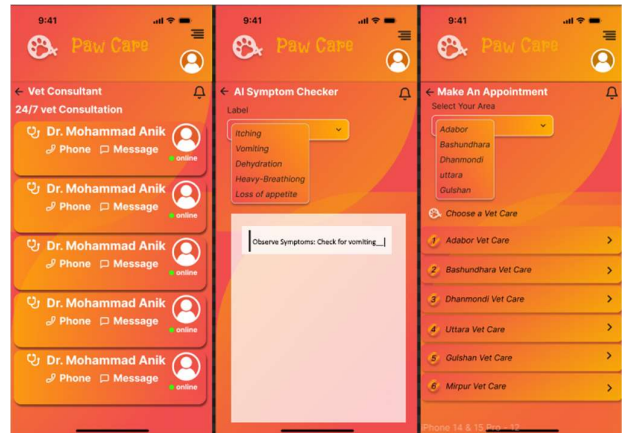 9:41
Paw Care
Vet Consultant
24/7 vet Consultation
Dr. Mohammad Anik
Phone Message
online
Dr. Mohammad Anik
Phone Message
online
Dr. Mohammad Anik
Phone Message
online
Dr. Mohammad Anik
Phone Message
online
Dr. Mohammad Anik
Phone Message
online
9:41
Paw Care
AI Symptom Checker
Label
Itching
Vomiting
Dehydration
Heavy-Breathiong
Loss of appetite
Observe Symptoms: Check for vomiting__|
9:41
Paw Care
Make An Appointment
Select Your Area
Adabor
Bashundhara
Dhanmondi
uttara
Gulshan
Choose a Vet Care
1 Adabor Vet Care
2 Bashundhara Vet Care
3 Dhanmondi Vet Care
4 Uttara Vet Care
5 Gulshan Vet Care
6 Mirpur Vet Care
Phone 14 & 15 Pro - 12